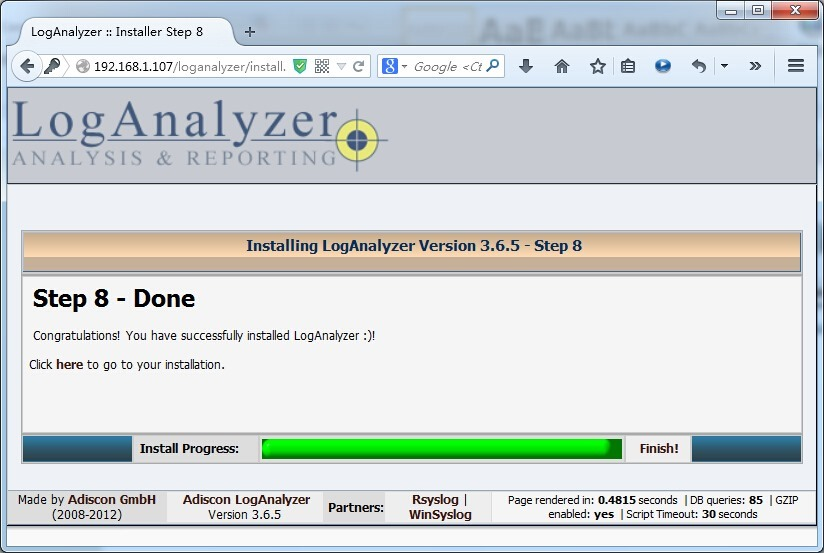 LogAnalyzer :: Installer Step 8
192.168.1.107/loganalyzer/install.
Google <Ct
LogAnalyzer
ANALYSIS & REPORTING
Installing LogAnalyzer Version 3.6.5 - Step 8
Step 8 - Done
Congratulations! You have successfully installed LogAnalyzer :)!
Click here to go to your installation.
Install Progress:
Finish!
Made by Adiscon GmbH
(2008-2012)
Adiscon LogAnalyzer
Version 3.6.5
Partners:
Rsyslog |
WinSyslog
Page rendered in: 0.4815 seconds | DB queries: 85 | GZIP
enabled: yes | Script Timeout: 30 seconds